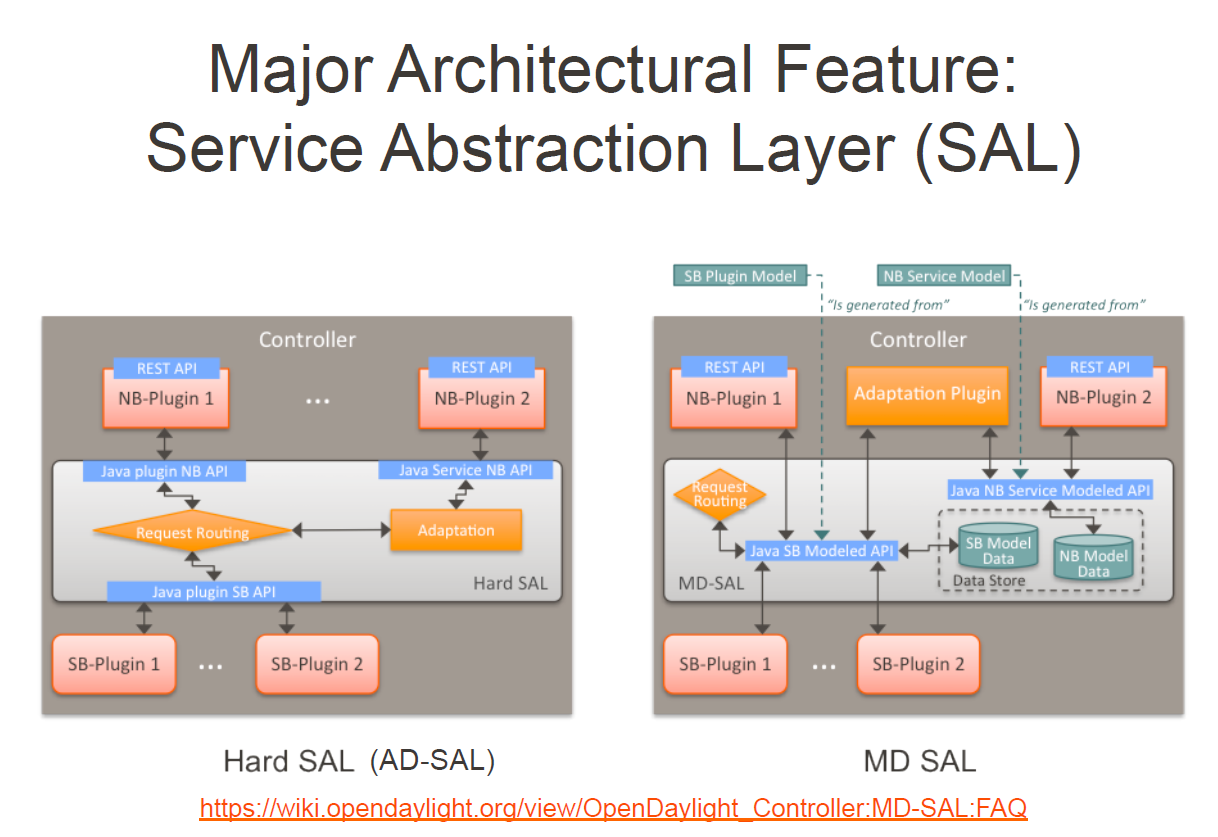 Major Architectural Feature:
Service Abstraction Layer (SAL)
SB Plugin Model
NB Service Model
“Is generated from”
“Is generated from”
Controller
REST API
NB-Plugin 1
...
REST API
NB-Plugin 2
Java plugin NB API
Java Service NB API
Request Routing
Adaptation
Hard SAL
Java plugin SB API
SB-Plugin 1
...
SB-Plugin 2
Controller
REST API
NB-Plugin 1
Adaptation Plugin
REST API
NB-Plugin 2
Request
Routing
Java NB Service Modeled API
Java SB Modeled API
SB Model
Data
NB Model
Data
Data Store
MD-SAL
SB-Plugin 1
...
SB-Plugin 2
Hard SAL (AD-SAL)
MD SAL
https://wiki.opendaylight.org/view/OpenDaylight_Controller:MD-SAL:FAQ